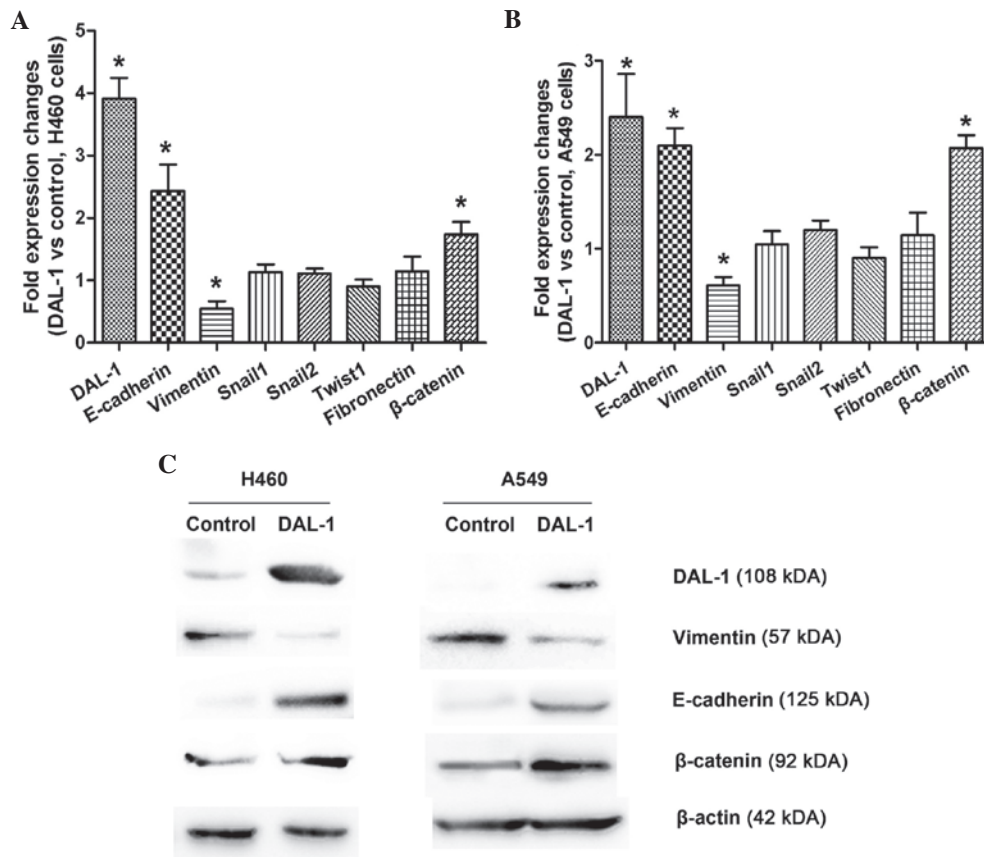 A
Fold expression changes
(DAL-1 vs control, H460 cells)
5
4
3
2
1
0
*
*
*
*
DAL-1
E-cadherin
Vimentin
Snail1
Snail2
Twist1
Fibronectin
β-catenin
B
Fold expression changes
(DAL-1 vs control, A549 cells)
3
2
1
0
*
*
*
*
DAL-1
E-cadherin
Vimentin
Snail1
Snail2
Twist1
Fibronectin
β-catenin
C
H460
A549
Control DAL-1
Control DAL-1
DAL-1 (108 kDA)
Vimentin (57 kDA)
E-cadherin (125 kDA)
β-catenin (92 kDA)
β-actin (42 kDA)